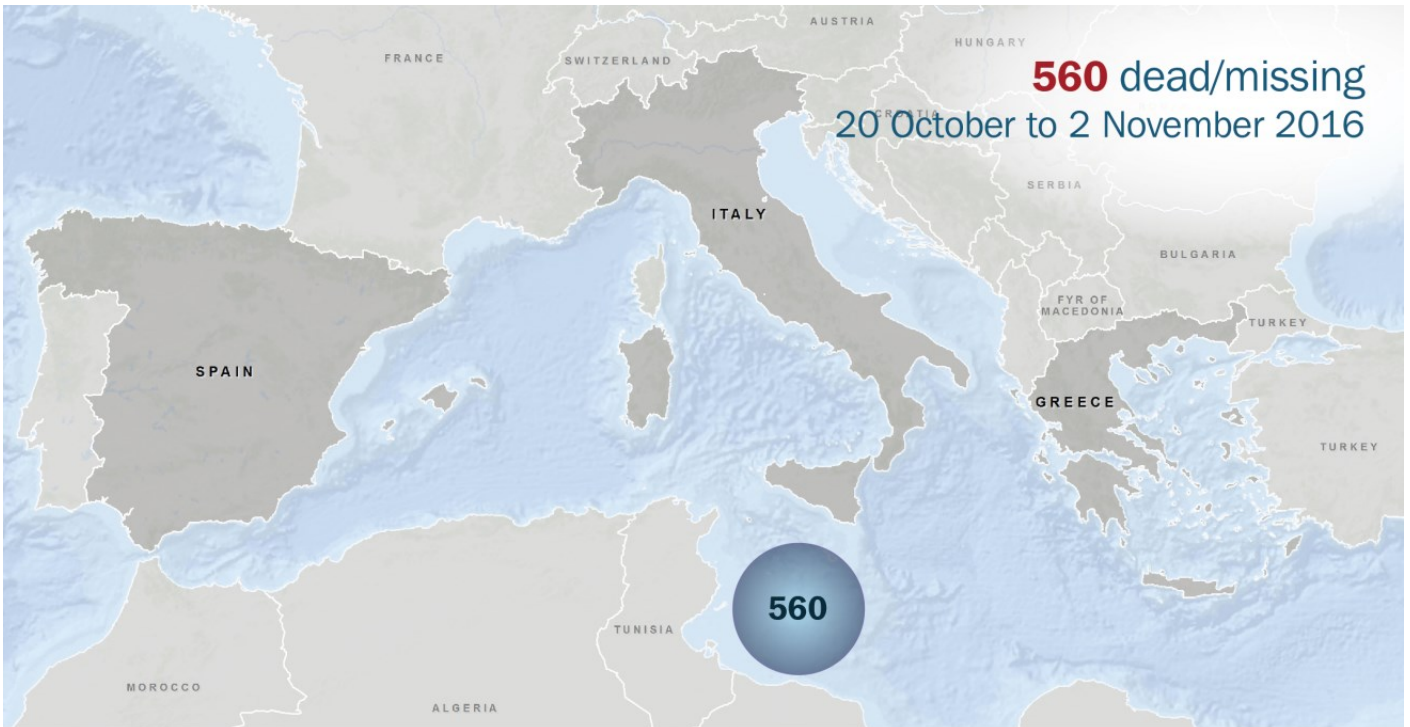 AUSTRIA
HUNGARY
FRANCE
SWITZERLAND
560 dead/missing
CROATIA
20 October to 2 November 2016
SERBIA
ITALY
BULGARIA
FYR OF
MACEDONIA
TURKEY
SPAIN
GREECE
TURKEY
560
TUNISIA
MOROCCO
ALGERIA